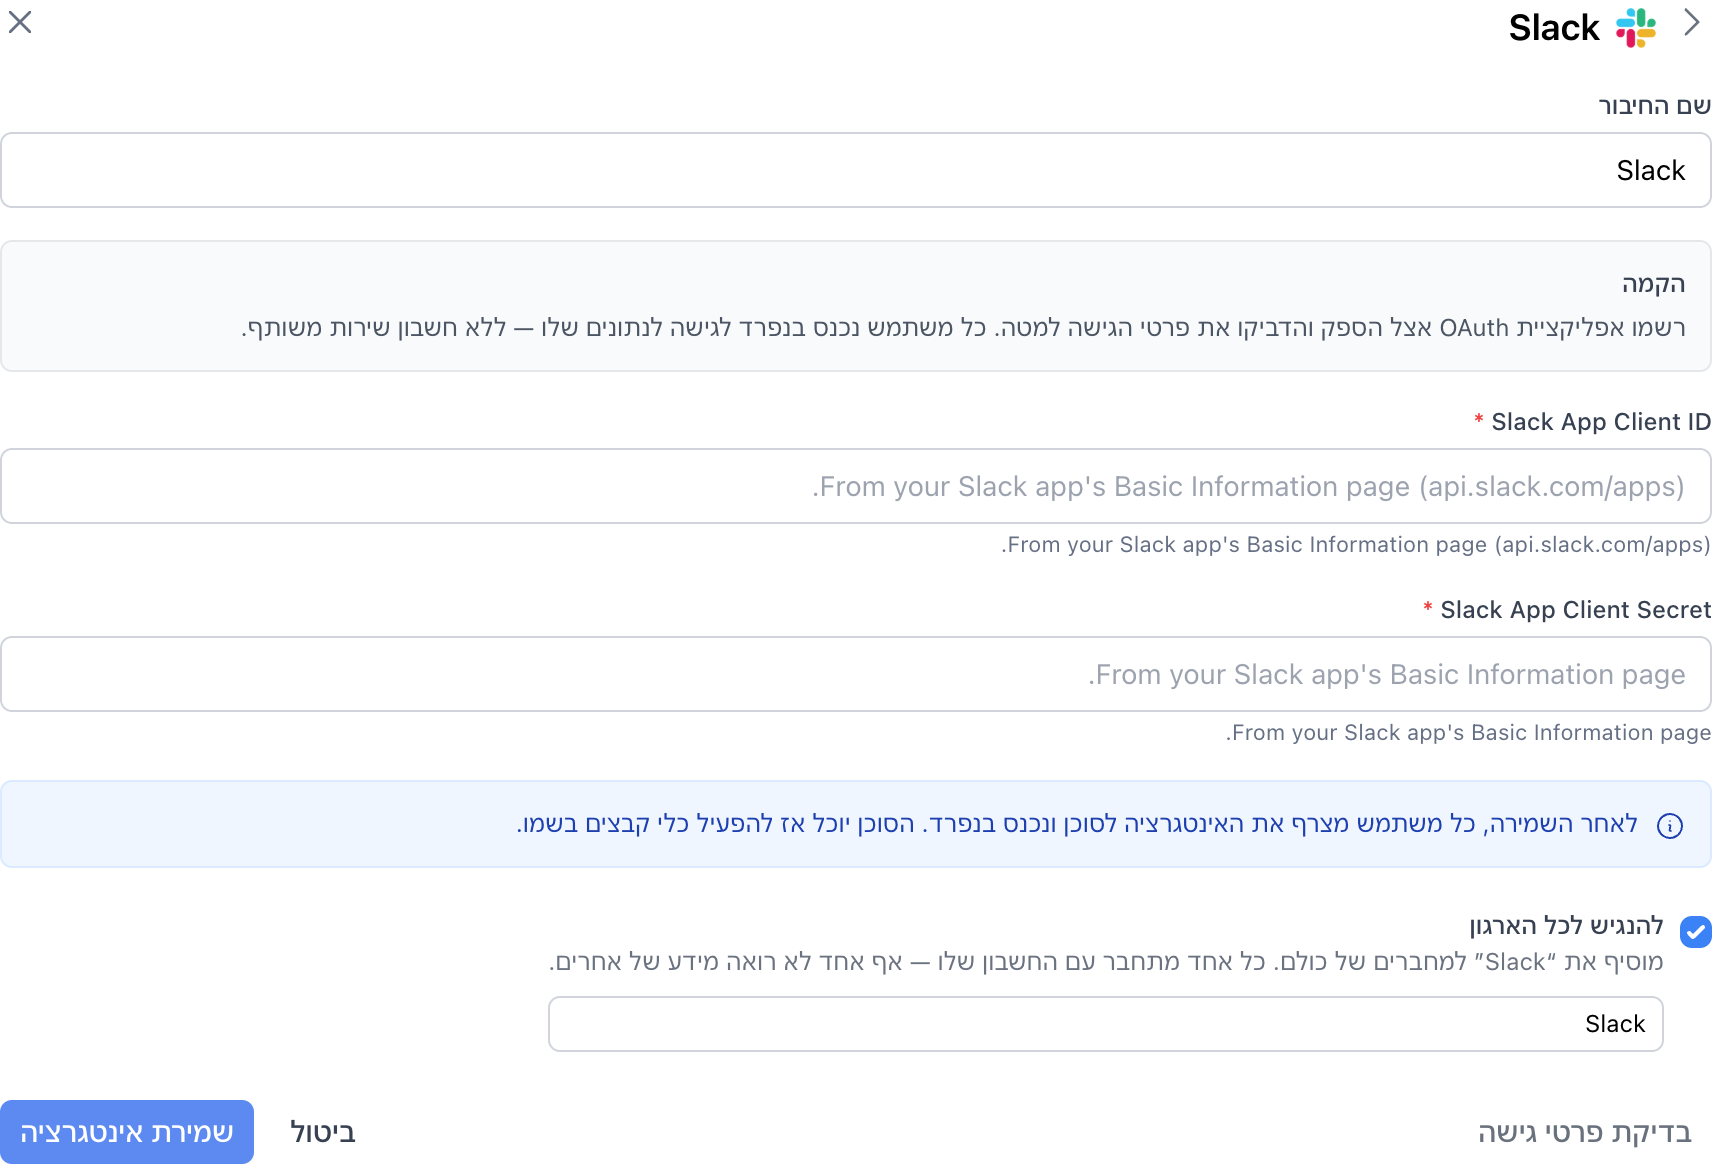 Slack
שם החיבור
Slack
הקמה
רשמו אפליקציית OAuth אצל הספק והדביקו את פרטי הגישה למטה. כל משתמש נכנס בנפרד לגישה לנתונים שלו — ללא חשבון שירות משותף.
Slack App Client ID *
From your Slack app's Basic Information page (api.slack.com/apps).
From your Slack app's Basic Information page (api.slack.com/apps).
Slack App Client Secret *
From your Slack app's Basic Information page.
From your Slack app's Basic Information page.
לאחר השמירה, כל משתמש מצרף את האינטגרציה לסוכן ונכנס בנפרד. הסוכן יוכל אז להפעיל כלי קבצים בשמו.
להנגיש לכל הארגון
מוסיף את “Slack” למחברים של כולם. כל אחד מתחבר עם החשבון שלו — אף אחד לא רואה מידע של אחרים.
Slack
בדיקת פרטי גישה
ביטול
שמירת אינטגרציה